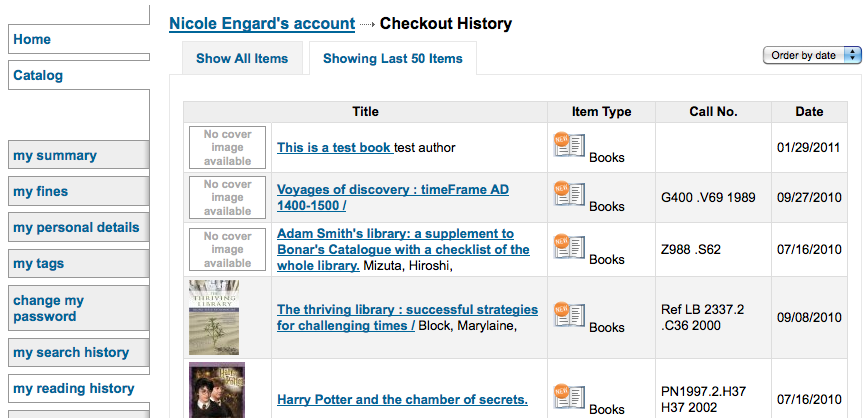 Nicole Engard's account Checkout History
Home
Catalog
my summary
my fines
my personal details
my tags
change my
password
my search history
my reading history
Show All Items
Showing Last 50 Items
Order by date
Title Item Type Call No. Date
No cover
image
available
This is a test book test author
NEW
Books
01/29/2011
No cover
image
available
Voyages of discovery : timeFrame AD
1400-1500 /
NEW
Books
G400 .V69 1989
09/27/2010
No cover
image
available
Adam Smith's library: a supplement to
Bonar's Catalogue with a checklist of the
whole library. Mizuta, Hiroshi,
NEW
Books
Z988 .S62
07/16/2010
THE
THRIVING
LIBRARY
The thriving library : successful strategies
for challenging times / Block, Marylaine,
NEW
Books
Ref LB 2337.2
.C36 2000
09/08/2010
Harry Potter and the chamber of secrets.
NEW
Books
PN1997.2.H37
H37 2002
07/16/2010